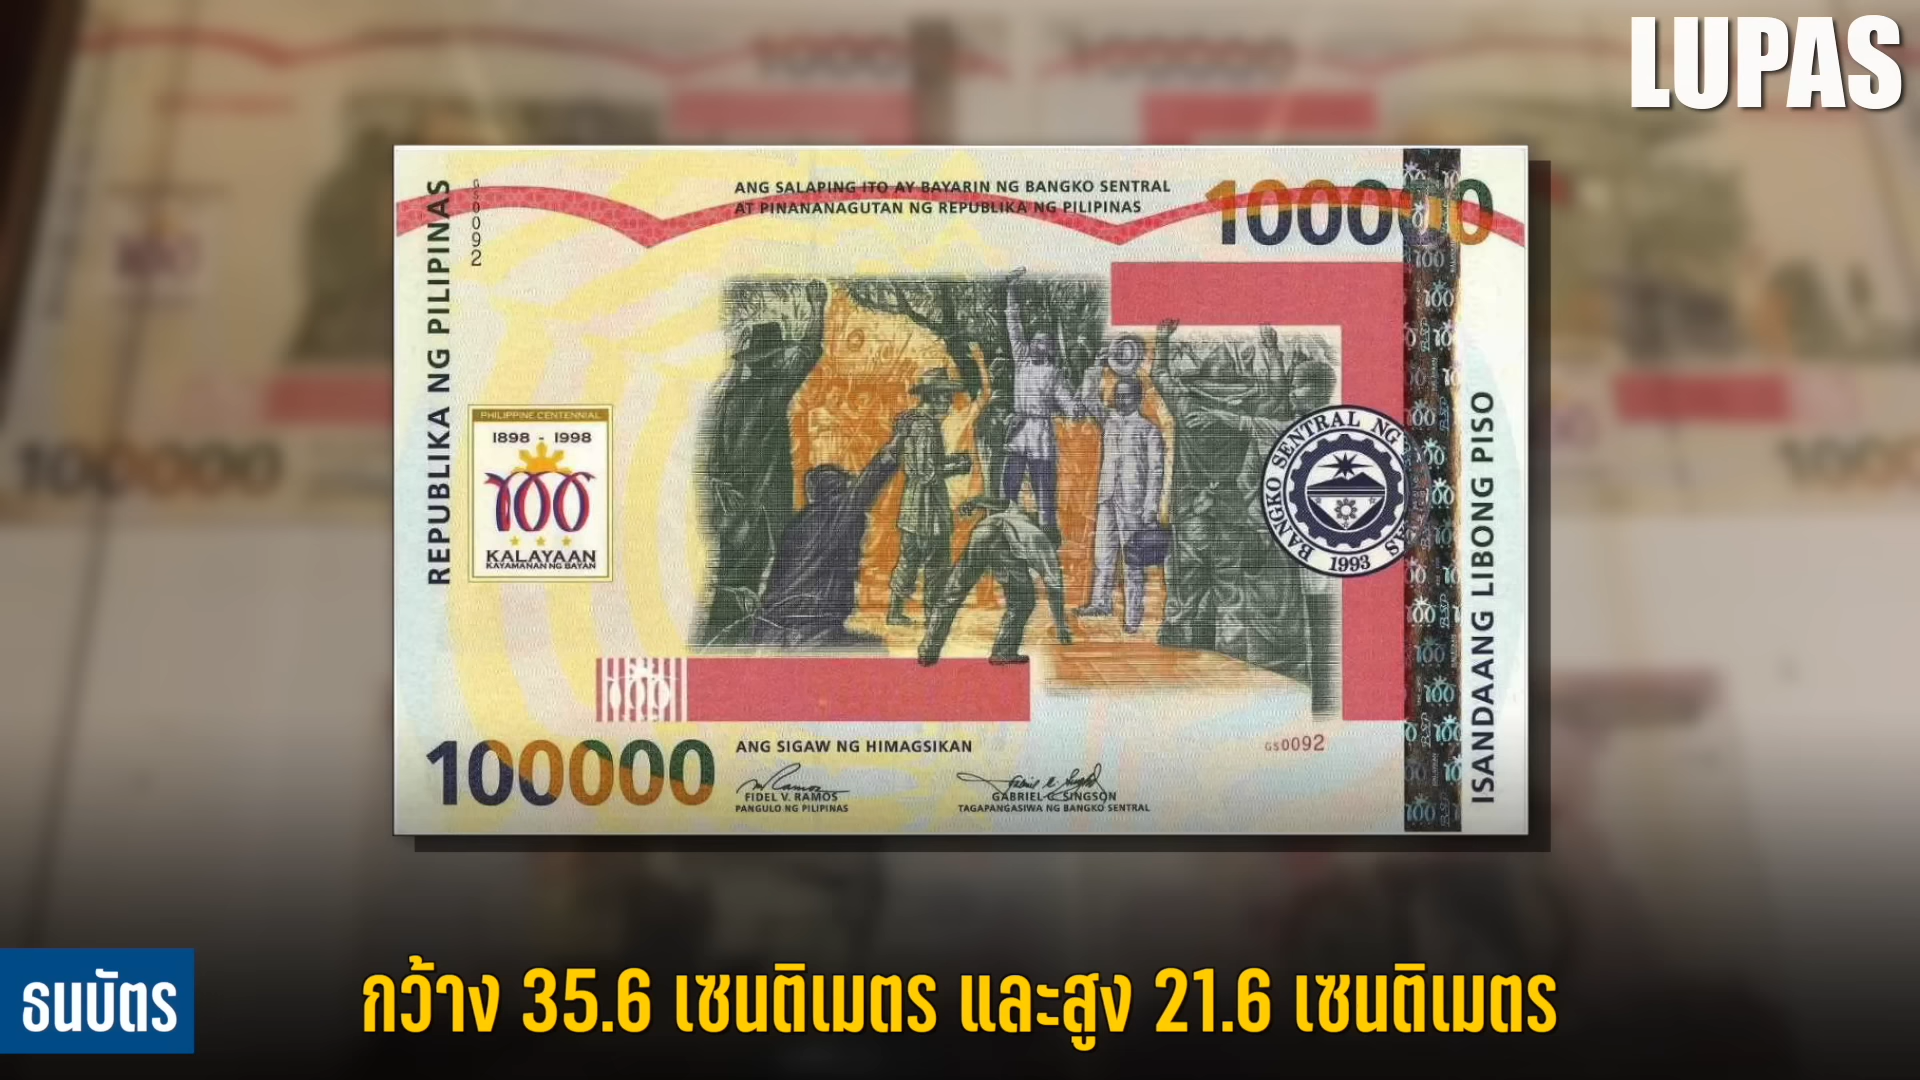 LUPAS
REPUBLIKA NG PILIPINAS
GS0092
ANG SALAPING ITO AY BAYARIN NG BANGKO SENTRAL
AT PINANANAGUTAN NG REPUBLIKA NG PILIPINAS
100000
PHILIPPINE CENTENNIAL
1898 - 1998
100
KALAYAAN
KAYAMANAN NG BAYAN
BANGKO SENTRAL NG
1993
ISANDAANG LIBONG PISO
100
100000
ANG SIGAW NG HIMAGSIKAN
GS0092
FIDEL V. RAMOS
PANGULO NG PILIPINAS
GABRIEL C. SINGSON
TAGAPANGASIWA NG BANGKO SENTRAL
ธนบัตร
กว้าง 35.6 เซนติเมตร และสูง 21.6 เซนติเมตร